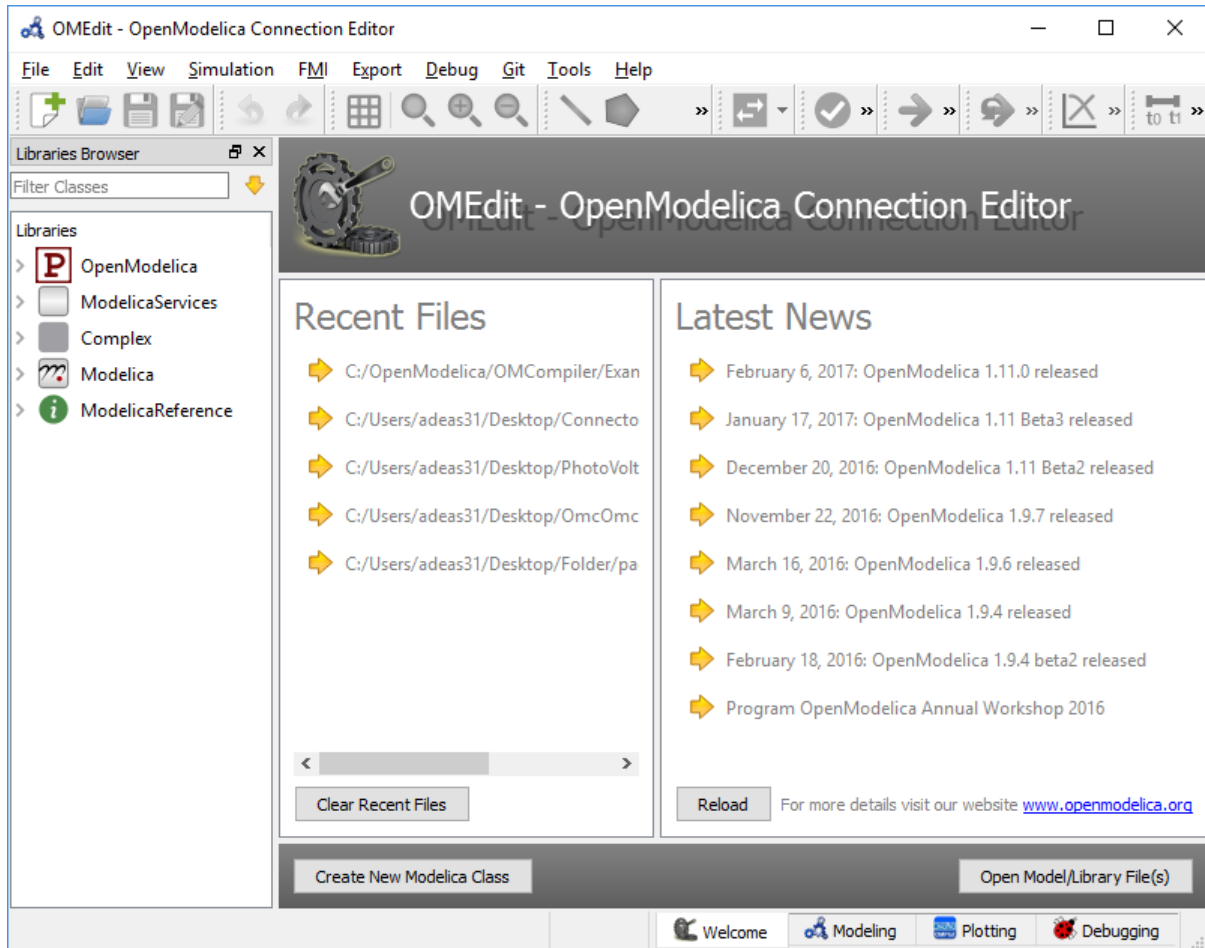 OMEdit - OpenModelica Connection Editor
File Edit View Simulation FMI Export Debug Git Tools Help
t0 t1
Libraries Browser
Filter Classes
Libraries
P OpenModelica
ModelicaServices
Complex
Modelica
i ModelicaReference
OMEdit - OpenModelica Connection Editor
Recent Files
C:/OpenModelica/OMCompiler/Exan
C:/Users/adeas31/Desktop/Connecto
C:/Users/adeas31/Desktop/PhotoVolt
C:/Users/adeas31/Desktop/OmcOmc
C:/Users/adeas31/Desktop/Folder/pa
Clear Recent Files
Latest News
February 6, 2017: OpenModelica 1.11.0 released
January 17, 2017: OpenModelica 1.11 Beta3 released
December 20, 2016: OpenModelica 1.11 Beta2 released
November 22, 2016: OpenModelica 1.9.7 released
March 16, 2016: OpenModelica 1.9.6 released
March 9, 2016: OpenModelica 1.9.4 released
February 18, 2016: OpenModelica 1.9.4 beta2 released
Program OpenModelica Annual Workshop 2016
Reload For more details visit our website www.openmodelica.org
Create New Modelica Class Open Model/Library File(s)
Welcome Modeling Plotting Debugging